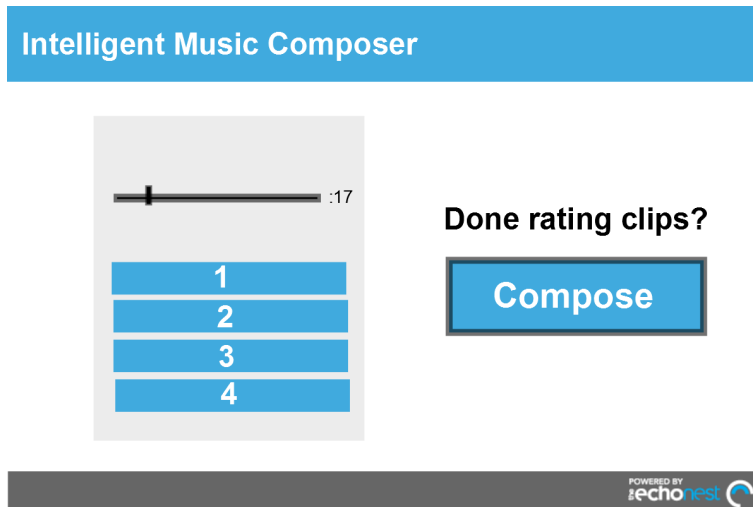 Intelligent Music Composer
:17
1
2
3
4
Done rating clips?
Compose
POWERED BY
the echonest